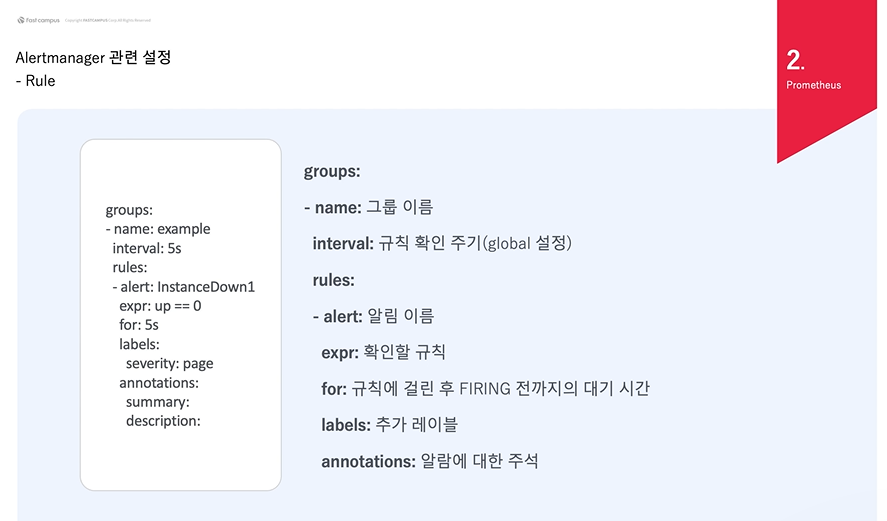 Fastcampus Copyright FASTCAMPUS Corp. All Rights Reserved
Alertmanager 관련 설정
- Rule
2.
Prometheus
groups:
- name: example
interval: 5s
rules:
- alert: InstanceDown1
expr: up == 0
for: 5s
labels:
severity: page
annotations:
summary:
description:
groups:
- name: 그룹 이름
interval: 규칙 확인 주기(global 설정)
rules:
- alert: 알림 이름
expr: 확인할 규칙
for: 규칙에 걸린 후 FIRING 전까지의 대기 시간
labels: 추가 레이블
annotations: 알람에 대한 주석